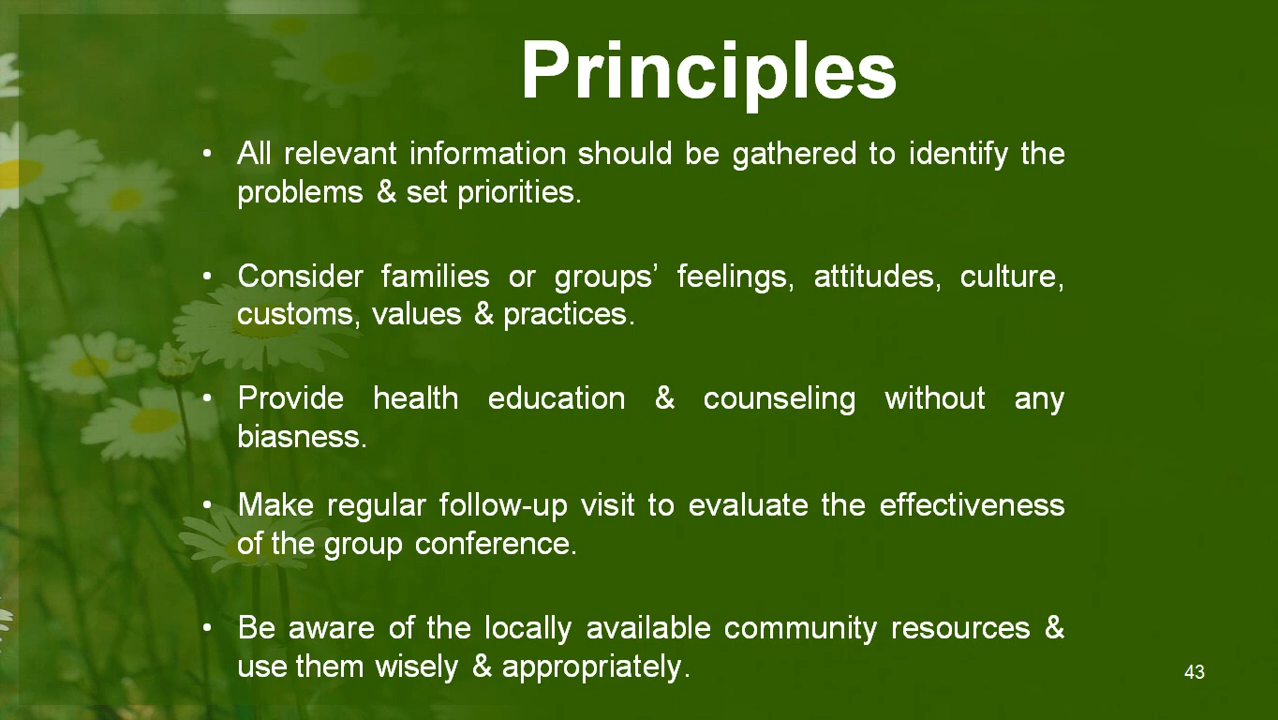 Principles
• All relevant information should be gathered to identify the
problems & set priorities.
• Consider families or groups’ feelings, attitudes, culture,
customs, values & practices.
• Provide health education & counseling without any
biasness.
• Make regular follow-up visit to evaluate the effectiveness
of the group conference.
• Be aware of the locally available community resources &
use them wisely & appropriately.
43